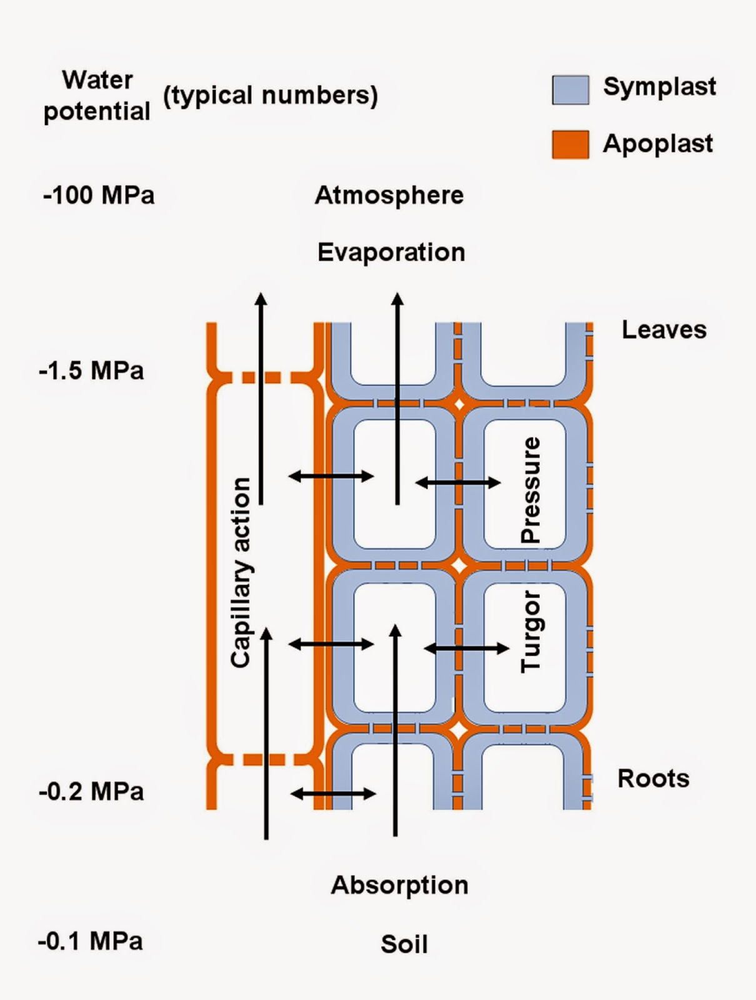 Water
potential (typical numbers)
Symplast
Apoplast
-100 MPa
Atmosphere
Evaporation
Leaves
-1.5 MPa
Capillary action
Turgor Pressure
-0.2 MPa
Roots
Absorption
-0.1 MPa
Soil